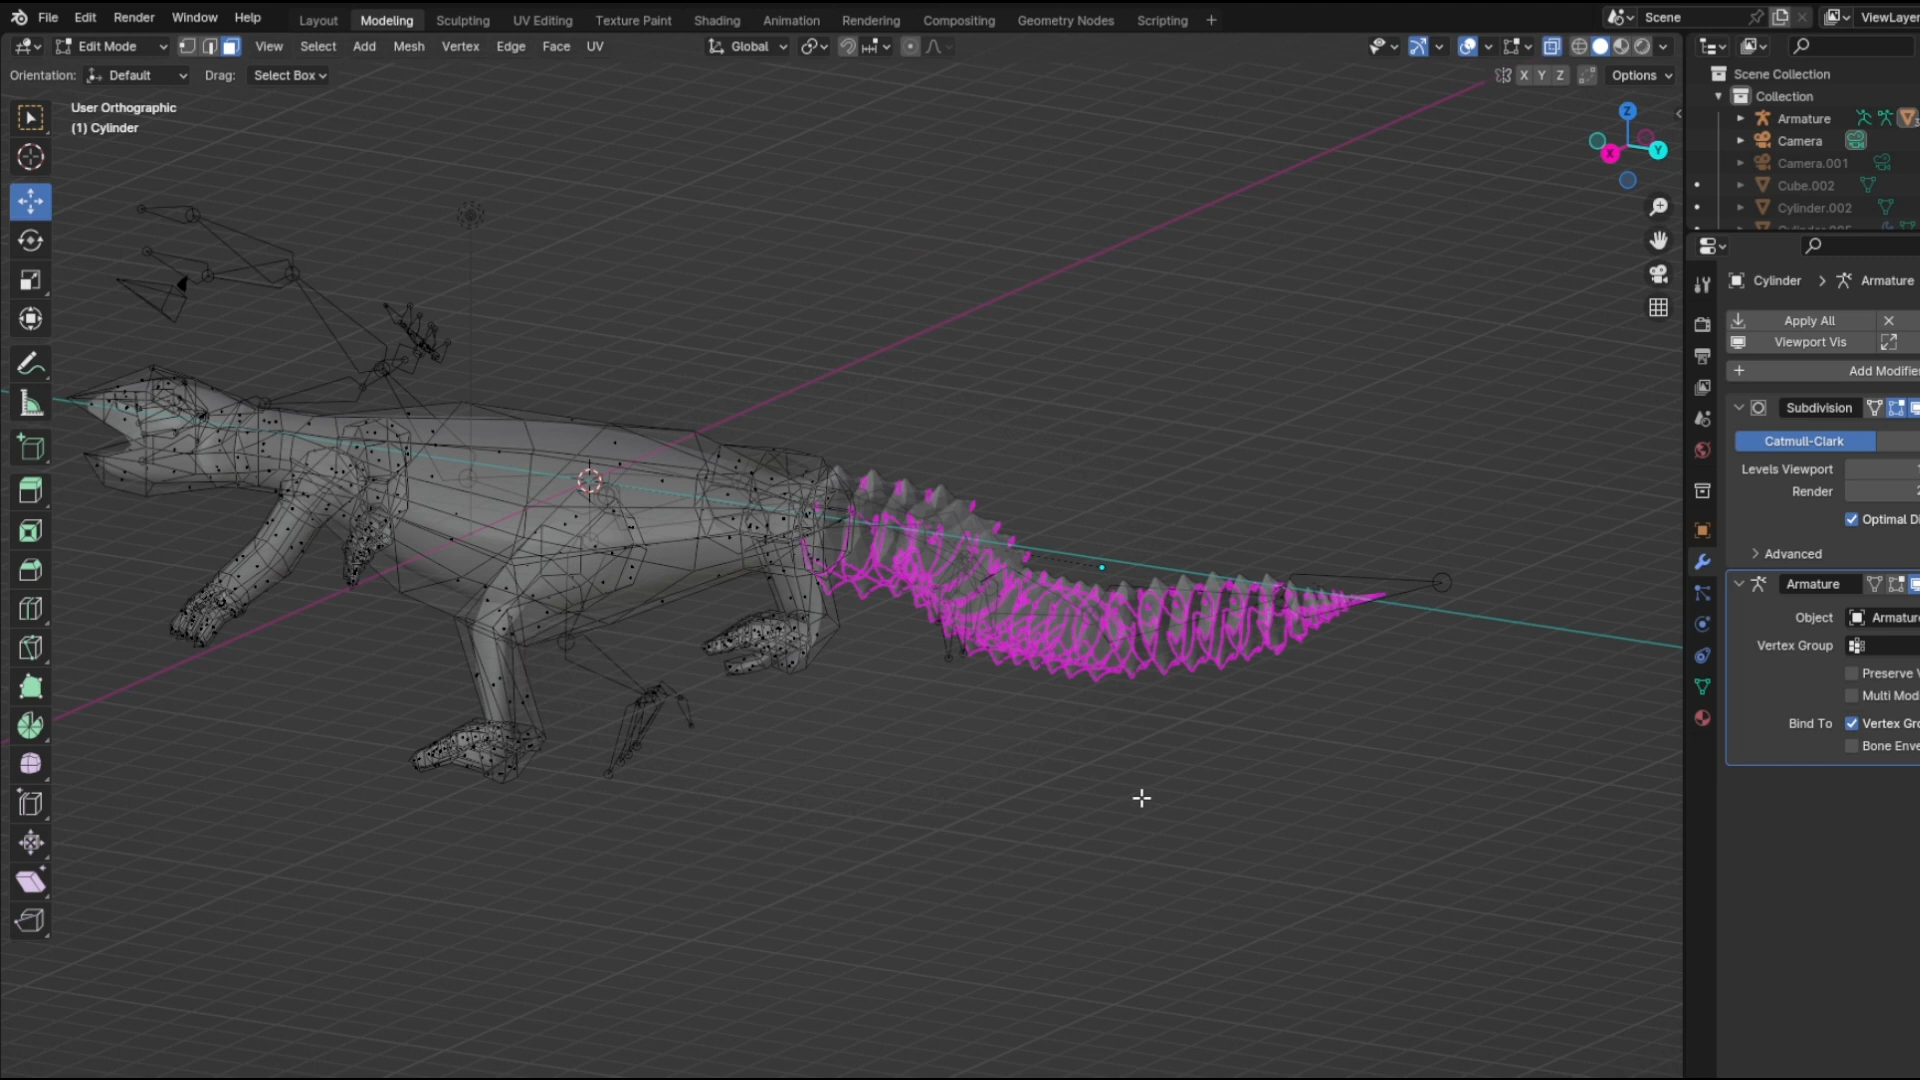 File Edit Render Window Help Layout Modeling Sculpting UV Editing Texture Paint Shading Animation Rendering Compositing Geometry Nodes Scripting + Scene ViewLayer
Edit Mode View Select Add Mesh Vertex Edge Face UV Global
Orientation: Default Drag: Select Box X Y Z Options
User Orthographic
(1) Cylinder
Z
X
Y
Scene Collection
Collection
Armature
Camera
Camera.001
Cube.002
Cylinder.002
Cylinder > Armature
Apply All
Viewport Vis
Add Modifie
Subdivision
Catmull-Clark
Levels Viewport
Render
Optimal Di
Advanced
Armature
Object Armature
Vertex Group
Preserve V
Multi Mod
Bind To Vertex Gro
Bone Enve